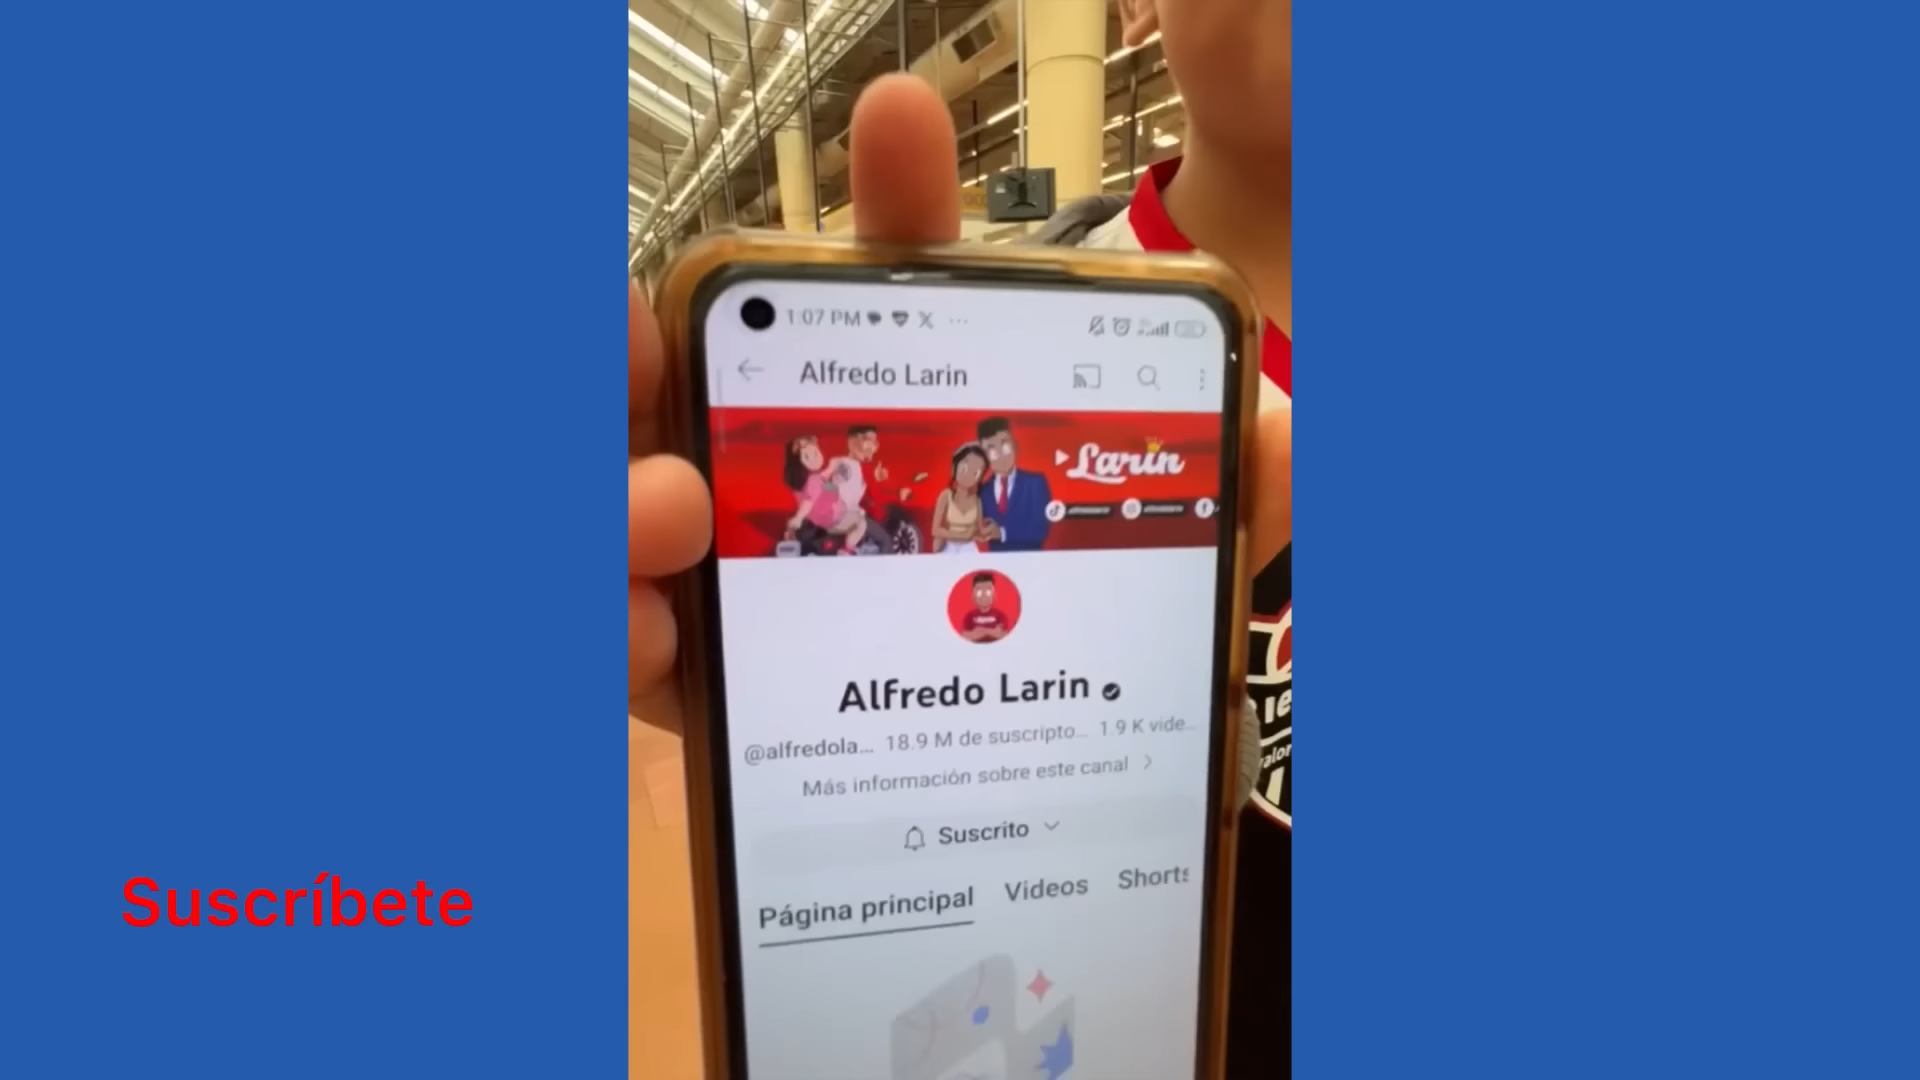 1:07 PM
Alfredo Larin
Larin
Alfredo Larin
@alfredola... 18.9 M de suscripto... 1.9 K vide...
Más información sobre este canal
Suscrito
Página principal Videos Shorts
Suscríbete